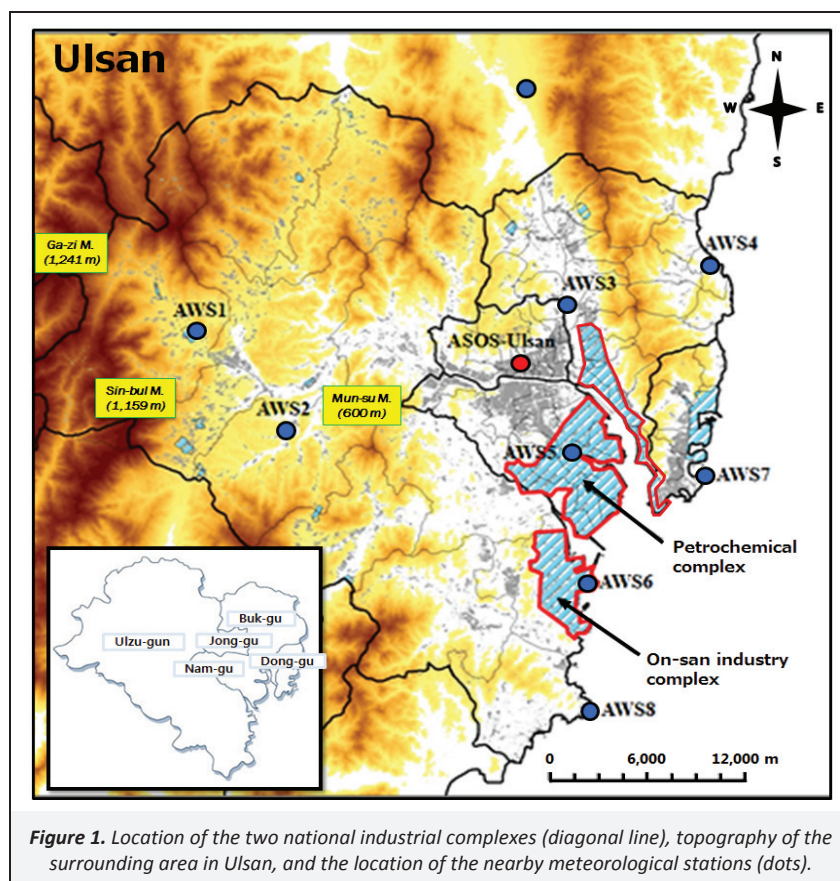 Ulsan
N
W
E
S
Ga-zi M.
(1,241 m)
AWS4
AWS3
AWS1
ASOS-Ulsan
Sin-bul M.
(1,159 m)
Mun-su M.
(600 m)
AWS2
AWS5
AWS7
Petrochemical
complex
AWS6
Buk-gu
Ulzu-gun
Jong-gu
Dong-gu
Nam-gu
On-san industry
complex
AWS8
0
6,000
12,000 m
Figure 1. Location of the two national industrial complexes (diagonal line), topography of the
surrounding area in Ulsan, and the location of the nearby meteorological stations (dots).